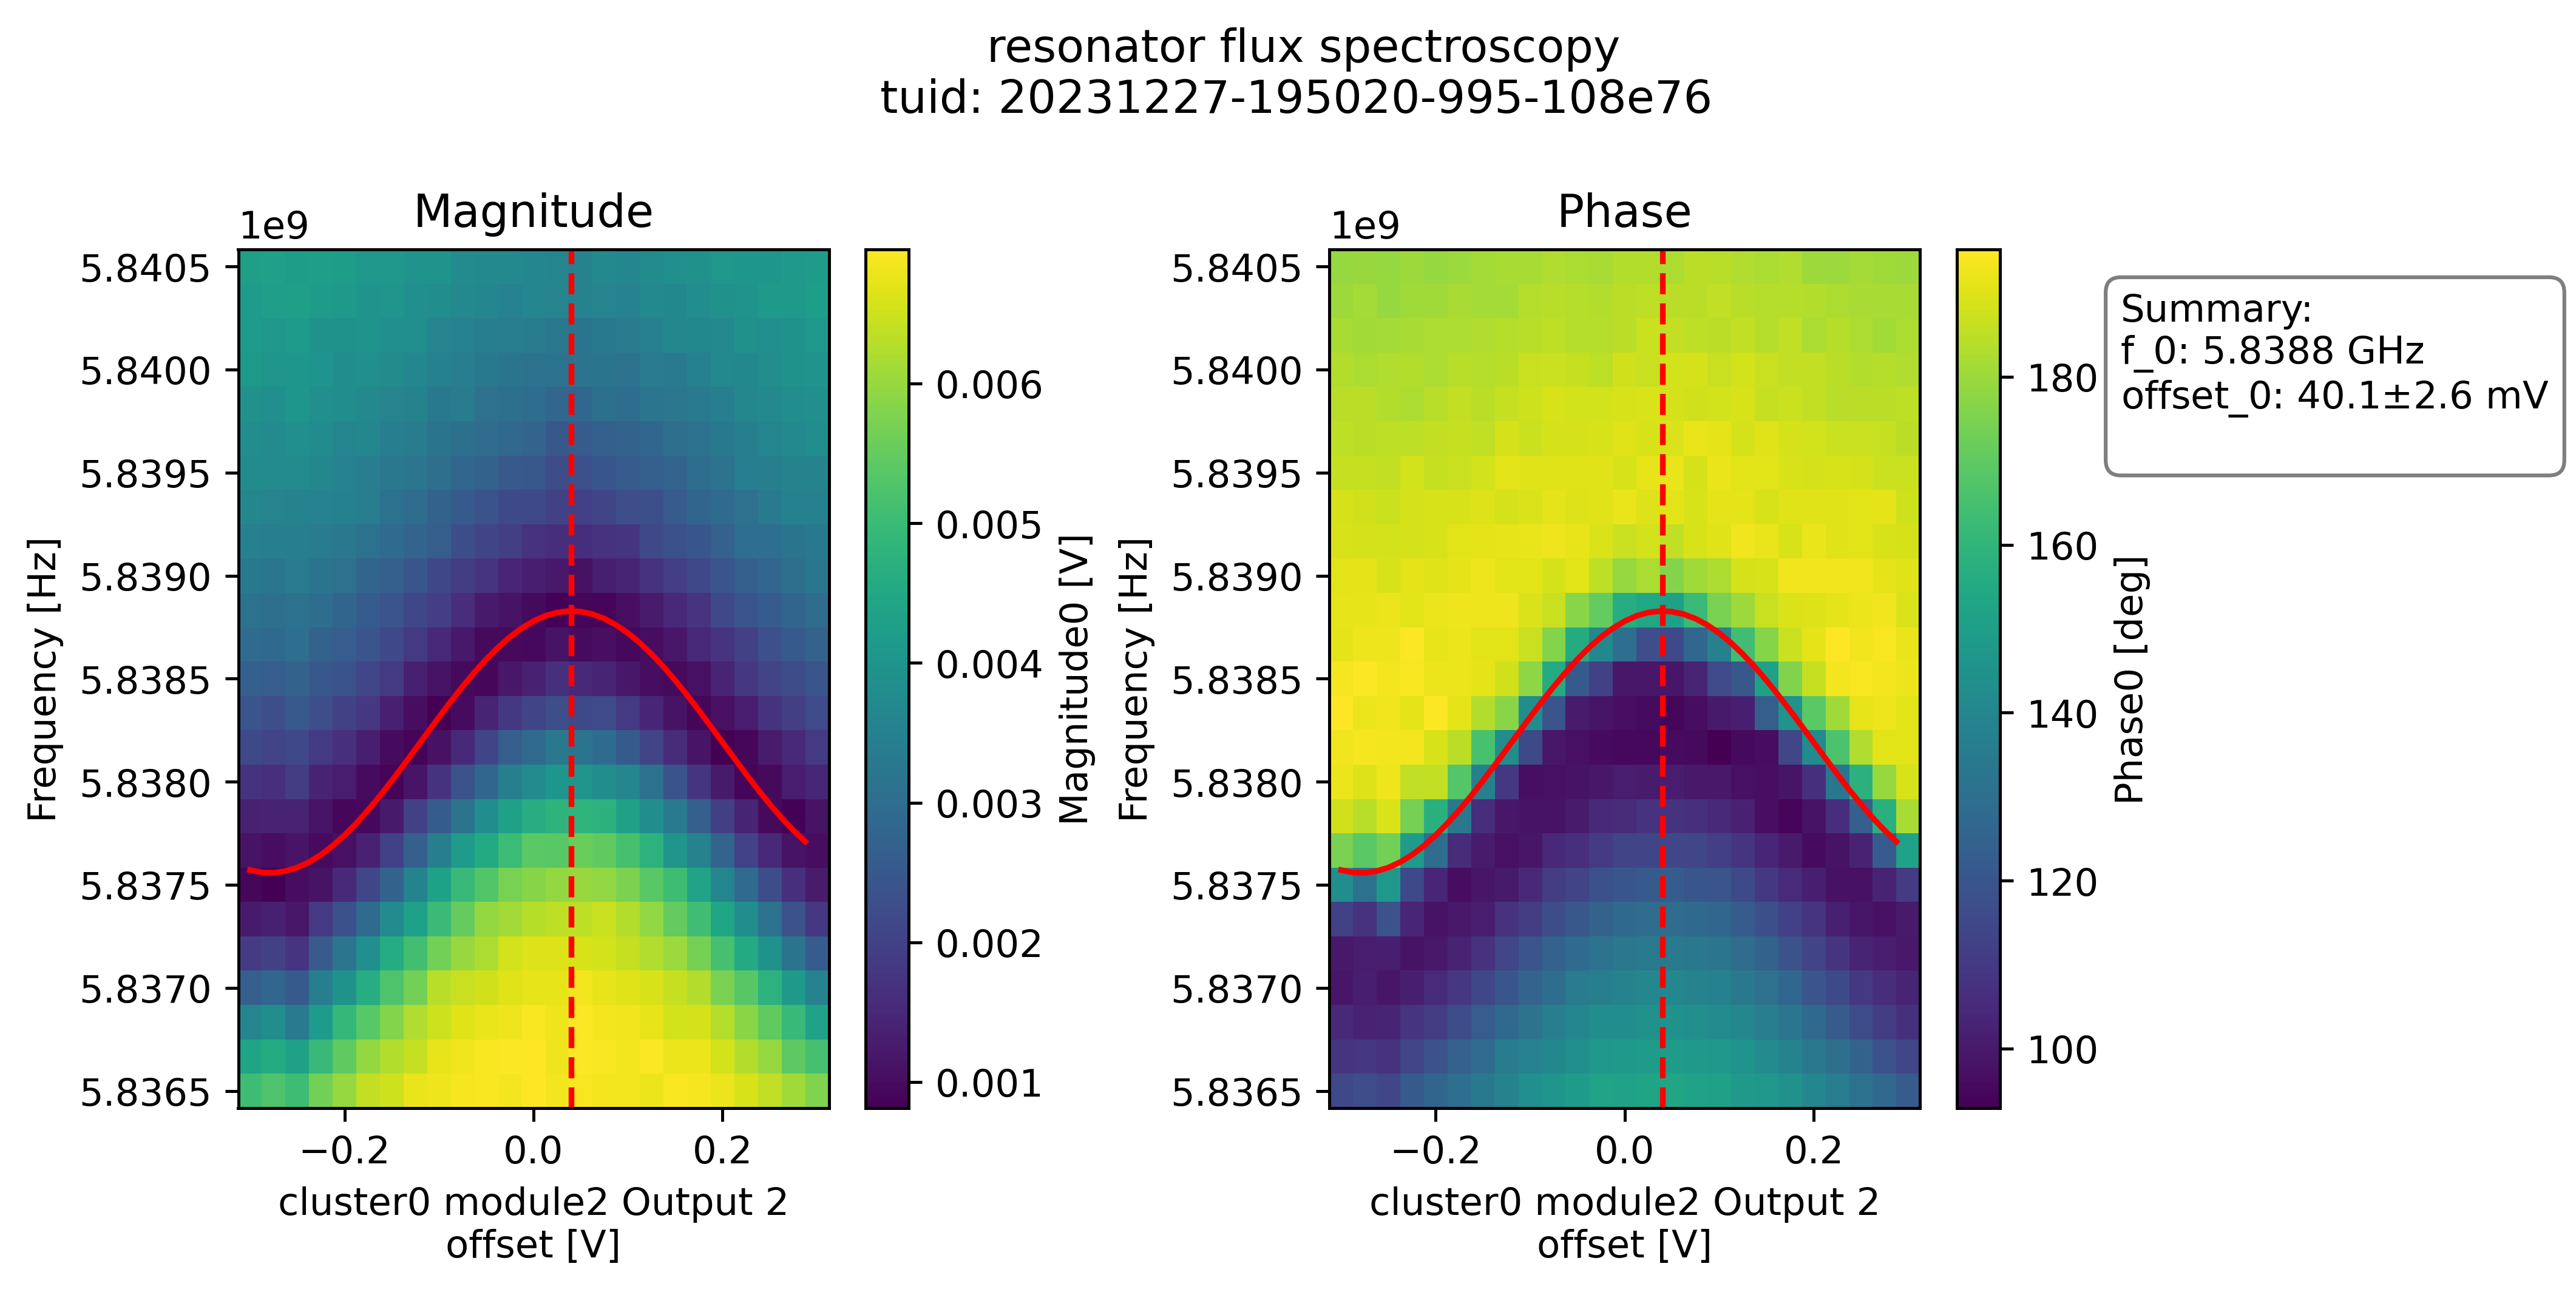 resonator flux spectroscopy
tuid: 20231227-195020-995-108e76
Magnitude
1e9
5.8405
5.8400
5.8395
5.8390
5.8385
5.8380
5.8375
5.8370
5.8365
Frequency [Hz]
−0.2
0.0
0.2
cluster0 module2 Output 2
offset [V]
0.006
0.005
0.004
0.003
0.002
0.001
Magnitude0 [V]
Phase
1e9
5.8405
5.8400
5.8395
5.8390
5.8385
5.8380
5.8375
5.8370
5.8365
Frequency [Hz]
−0.2
0.0
0.2
cluster0 module2 Output 2
offset [V]
180
160
140
120
100
Phase0 [deg]
Summary:
f_0: 5.8388 GHz
offset_0: 40.1±2.6 mV